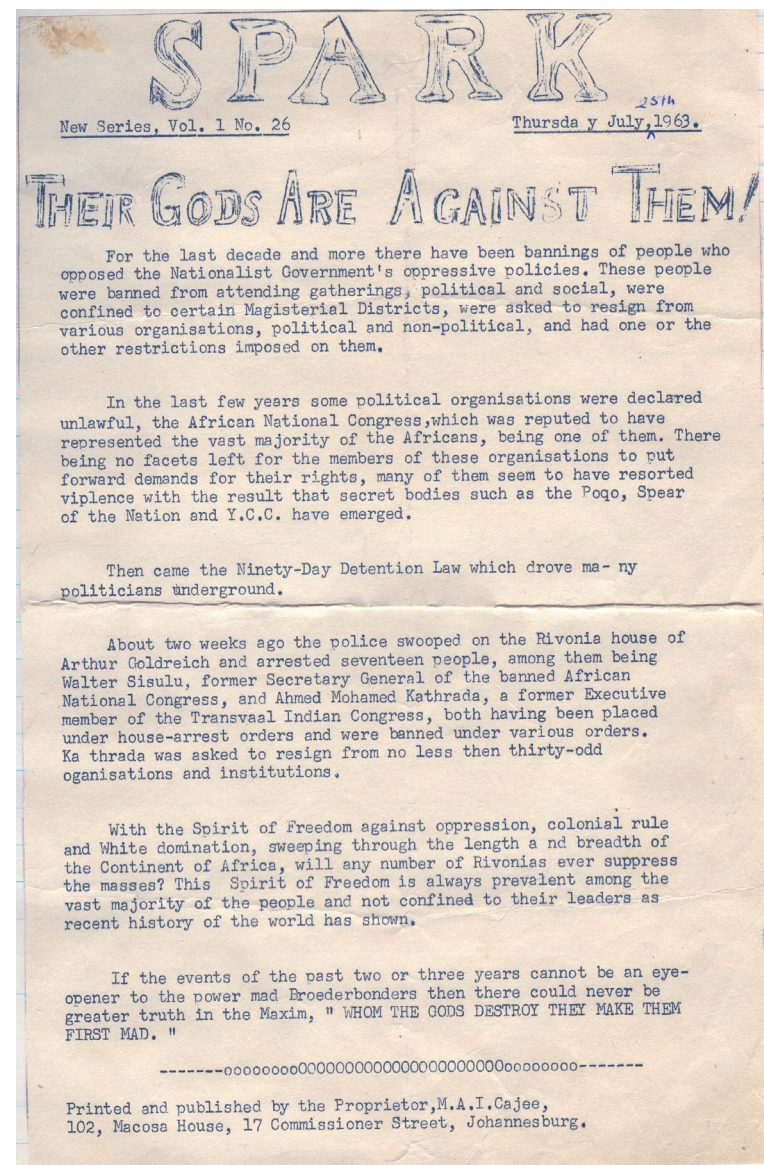 SPARK
25th
New Series, Vol. 1 No. 26 Thursda y July,1963.
THEIR GODS ARE AGAINST THEM!
For the last decade and more there have been bannings of people who
opposed the Nationalist Government's oppressive policies. These people
were banned from attending gatherings, political and social, were
confined to certain Magisterial Districts, were asked to resign from
various organisations, political and non-political, and had one or the
other restrictions imposed on them.
In the last few years some political organisations were declared
unlawful, the African National Congress,which was reputed to have
represented the vast majority of the Africans, being one of them. There
being no facets left for the members of these organisations to put
forward demands for their rights, many of them seem to have resorted
viplence with the result that secret bodies such as the Poqo, Spear
of the Nation and Y.C.C. have emerged.
Then came the Ninety-Day Detention Law which drove ma- ny
politicians underground.
About two weeks ago the police swooped on the Rivonia house of
Arthur Goldreich and arrested seventeen people, among them being
Walter Sisulu, former Secretary General of the banned African
National Congress, and Ahmed Mohamed Kathrada, a former Executive
member of the Transvaal Indian Congress, both having been placed
under house-arrest orders and were banned under various orders.
Ka thrada was asked to resign from no less then thirty-odd
oganisations and institutions.
With the Spirit of Freedom against oppression, colonial rule
and White domination, sweeping through the length a nd breadth of
the Continent of Africa, will any number of Rivonias ever suppress
the masses? This Spirit of Freedom is always prevalent among the
vast majority of the people and not confined to their leaders as
recent history of the world has shown.
If the events of the past two or three years cannot be an eye-
opener to the power mad Broederbonders then there could never be
greater truth in the Maxim, " WHOM THE GODS DESTROY THEY MAKE THEM
FIRST MAD. "
-------ooooooooOOOOOOOOOOOOOOOOOOOOOOOoooooooo-------
Printed and published by the Proprietor,M.A.I.Cajee,
102, Macosa House, 17 Commissioner Street, Johannesburg.